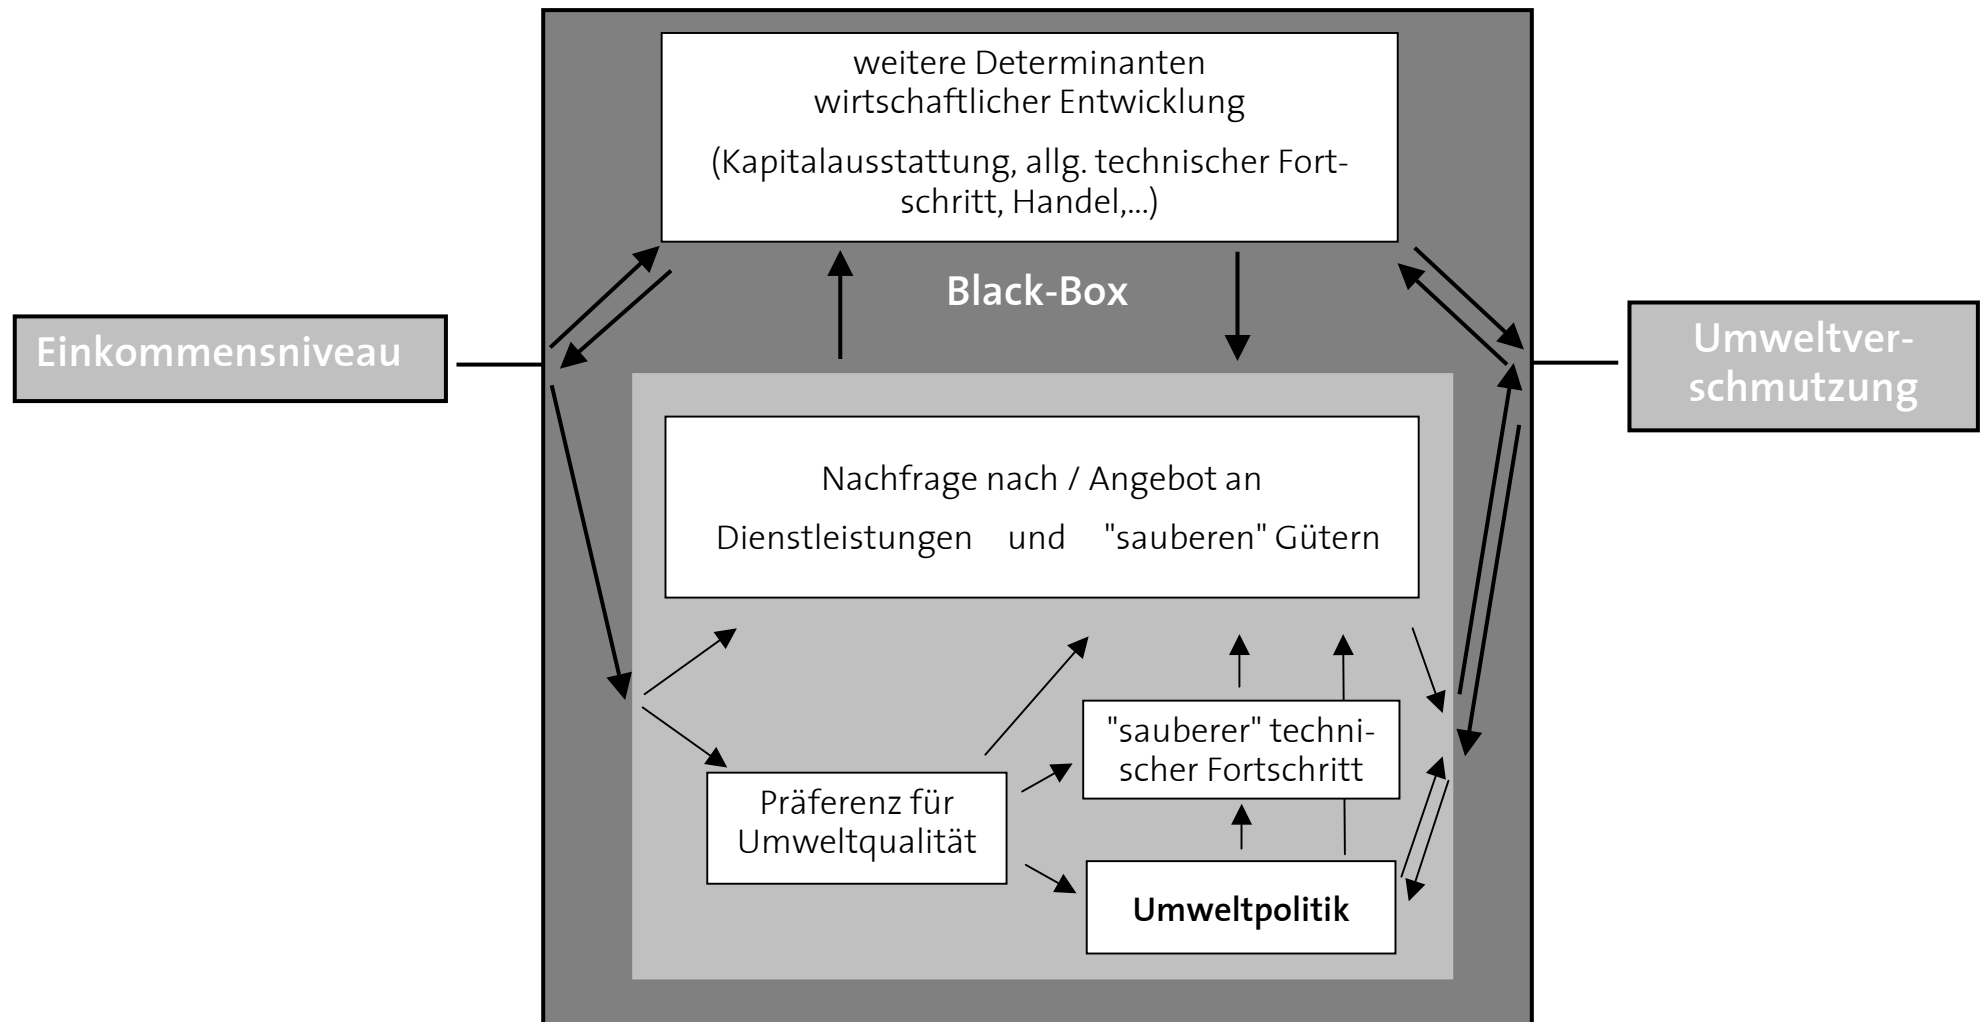 weitere Determinanten
wirtschaftlicher Entwicklung
(Kapitalausstattung, allg. technischer Fort-
schritt, Handel,...)
Black-Box
Einkommensniveau
Umweltver-
schmutzung
Nachfrage nach / Angebot an
Dienstleistungen und "sauberen" Gütern
"sauberer" techni-
scher Fortschritt
Präferenz für
Umweltqualität
Umweltpolitik